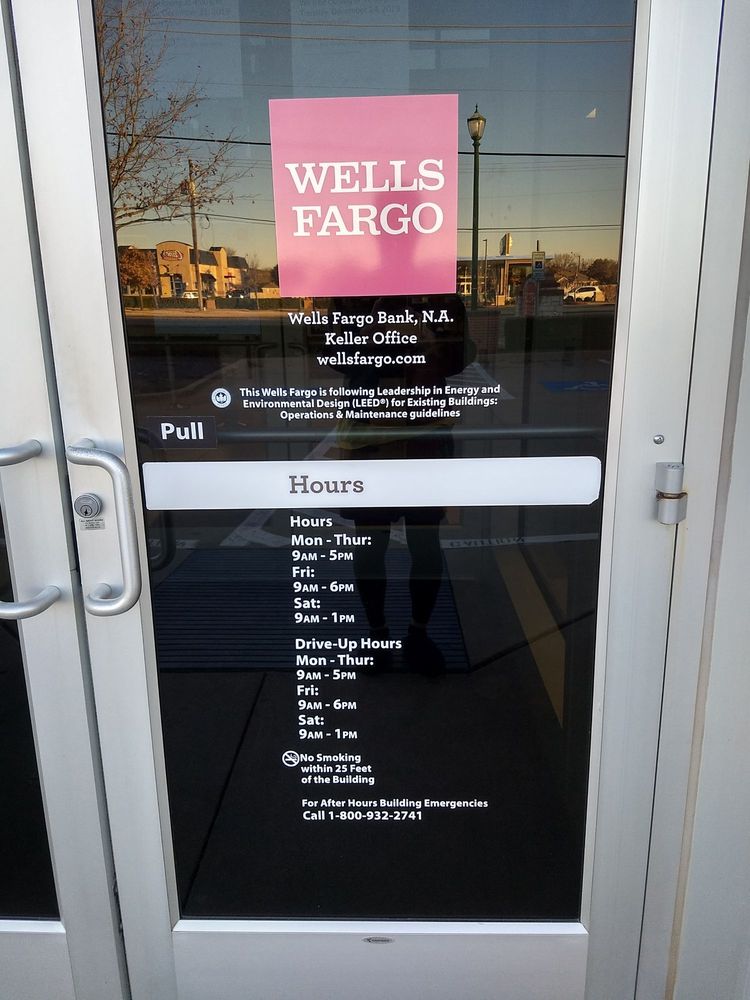 WELLS
FARGO
Wells Fargo Bank, N.A.
Keller Office
wellsfargo.com
This Wells Fargo is following Leadership in Energy and
Environmental Design (LEED®) for Existing Buildings:
Operations & Maintenance guidelines
Pull
Hours
Hours
Mon - Thur:
9AM - 5PM
Fri:
9AM - 6PM
Sat:
9AM - 1PM
Drive-Up Hours
Mon - Thur:
9AM - 5PM
Fri:
9AM - 6PM
Sat:
9AM - 1PM
No Smoking
within 25 Feet
of the Building
For After Hours Building Emergencies
Call 1-800-932-2741